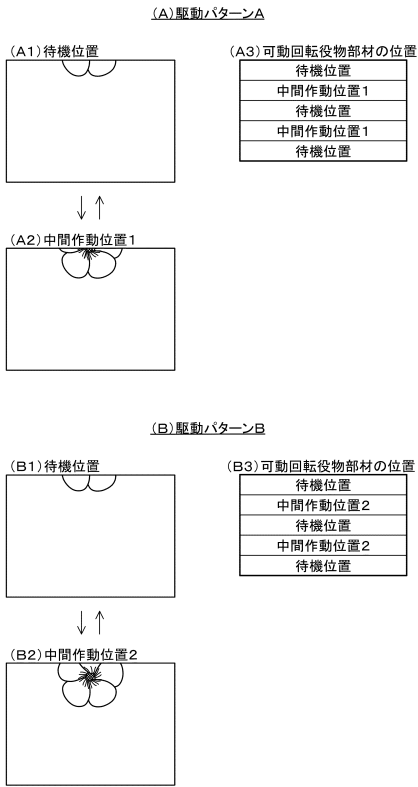 (A)駆動パターンA
(A1)待機位置
(A3)可動回転役物部材の位置
待機位置
中間作動位置1
待機位置
中間作動位置1
待機位置
(A2)中間作動位置1
(B)駆動パターンB
(B1)待機位置
(B3)可動回転役物部材の位置
待機位置
中間作動位置2
待機位置
中間作動位置2
待機位置
(B2)中間作動位置2